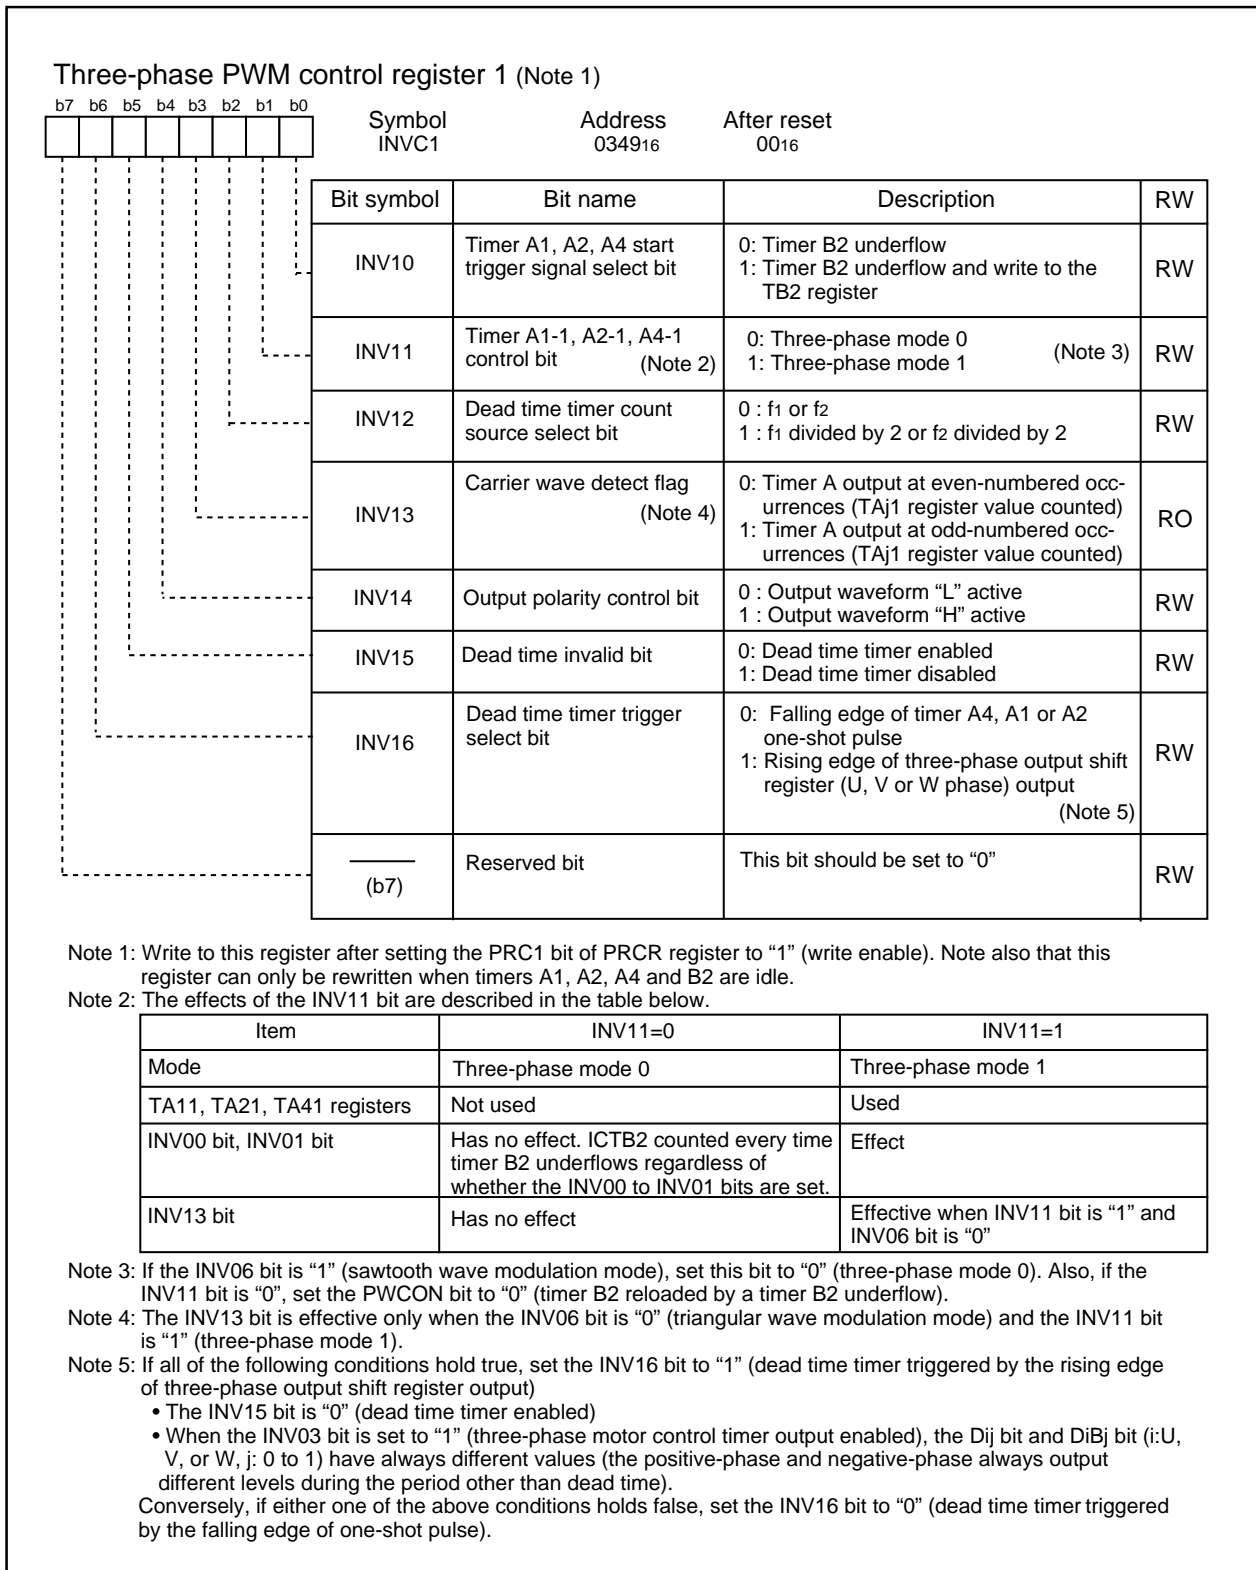 Three-phase PWM control register 1 (Note 1)
b7 b6 b5 b4 b3 b2 b1 b0
Symbol Address After reset
INVC1 034916 0016
Bit symbol Bit name Description RW
INV10
Timer A1, A2, A4 start
trigger signal select bit
0: Timer B2 underflow
1: Timer B2 underflow and write to the
TB2 register
RW
INV11
Timer A1-1, A2-1, A4-1
control bit (Note 2)
0: Three-phase mode 0
1: Three-phase mode 1
(Note 3)
RW
INV12
Dead time timer count
source select bit
0 : f1 or f2
1 : f1 divided by 2 or f2 divided by 2
RW
INV13
Carrier wave detect flag
(Note 4)
0: Timer A output at even-numbered occ-
urrences (TAj1 register value counted)
1: Timer A output at odd-numbered occ-
urrences (TAj1 register value counted)
RO
INV14
Output polarity control bit
0 : Output waveform “L” active
1 : Output waveform “H” active
RW
INV15
Dead time invalid bit
0: Dead time timer enabled
1: Dead time timer disabled
RW
INV16
Dead time timer trigger
select bit
0: Falling edge of timer A4, A1 or A2
one-shot pulse
1: Rising edge of three-phase output shift
register (U, V or W phase) output
(Note 5)
RW
(b7)
Reserved bit
This bit should be set to “0”
RW
Note 1: Write to this register after setting the PRC1 bit of PRCR register to “1” (write enable). Note also that this
register can only be rewritten when timers A1, A2, A4 and B2 are idle.
Note 2: The effects of the INV11 bit are described in the table below.
Item INV11=0 INV11=1
Mode Three-phase mode 0 Three-phase mode 1
TA11, TA21, TA41 registers Not used Used
INV00 bit, INV01 bit
Has no effect. ICTB2 counted every time
timer B2 underflows regardless of
whether the INV00 to INV01 bits are set.
Effect
INV13 bit
Has no effect
Effective when INV11 bit is “1” and
INV06 bit is “0”
Note 3: If the INV06 bit is “1” (sawtooth wave modulation mode), set this bit to “0” (three-phase mode 0). Also, if the
INV11 bit is “0”, set the PWCON bit to “0” (timer B2 reloaded by a timer B2 underflow).
Note 4: The INV13 bit is effective only when the INV06 bit is “0” (triangular wave modulation mode) and the INV11 bit
is “1” (three-phase mode 1).
Note 5: If all of the following conditions hold true, set the INV16 bit to “1” (dead time timer triggered by the rising edge
of three-phase output shift register output)
• The INV15 bit is “0” (dead time timer enabled)
• When the INV03 bit is set to “1” (three-phase motor control timer output enabled), the Dij bit and DiBj bit (i:U,
V, or W, j: 0 to 1) have always different values (the positive-phase and negative-phase always output
different levels during the period other than dead time).
Conversely, if either one of the above conditions holds false, set the INV16 bit to “0” (dead time timer triggered
by the falling edge of one-shot pulse).